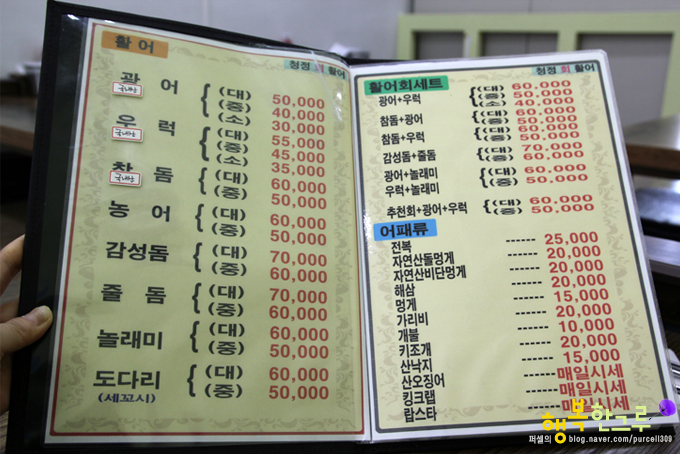 활어
청정 회 활어
광 어 (대) 50,000
국내산 (중) 40,000
(소) 30,000
우 럭 (대) 55,000
국내산 (중) 45,000
(소) 35,000
참 돔 (대) 60,000
국내산 (중) 50,000
농 어 (대) 60,000
(중) 50,000
감성돔 (대) 70,000
(중) 60,000
줄 돔 (대) 70,000
(중) 60,000
놀래미 (대) 60,000
(중) 50,000
도다리 (대) 60,000
(세꼬시) (중) 50,000
청정 회 활어
활어회세트
광어+우럭 (대) 60.000
(중) 50.000
(소) 40.000
참돔+광어 (대) 60.000
(중) 50.000
참돔+우럭 (대) 60.000
(중) 50.000
감성돔+줄돔 (대) 70.000
(중) 60.000
광어+놀래미 (대) 60.000
우럭+놀래미 (중) 50.000
추천회+광어+우럭 (대) 60.000
(중) 50.000
어패류
전복 ------ 25,000
자연산돌멍게 ------ 20,000
자연산비단멍게 ------ 20,000
해삼 ------ 20,000
멍게 ------ 15,000
가리비 ------ 20,000
개불 ------ 10,000
키조개 ------ 20,000
산낙지 ------ 15,000
산오징어 ------ 매일시세
킹크랩 ------ 매일시세
랍스타 ------ 매일시세
퍼셀의 행복한하루
blog.naver.com/purcell309